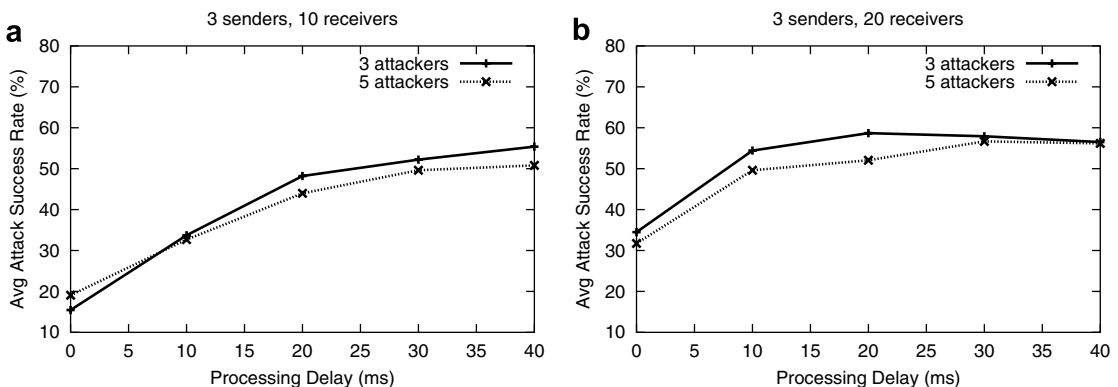 a
3 senders, 10 receivers
Avg Attack Success Rate (%)
80
70
60
50
40
30
20
10
3 attackers
5 attackers
0 5 10 15 20 25 30 35 40
Processing Delay (ms)
b
3 senders, 20 receivers
Avg Attack Success Rate (%)
80
70
60
50
40
30
20
10
3 attackers
5 attackers
0 5 10 15 20 25 30 35 40
Processing Delay (ms)